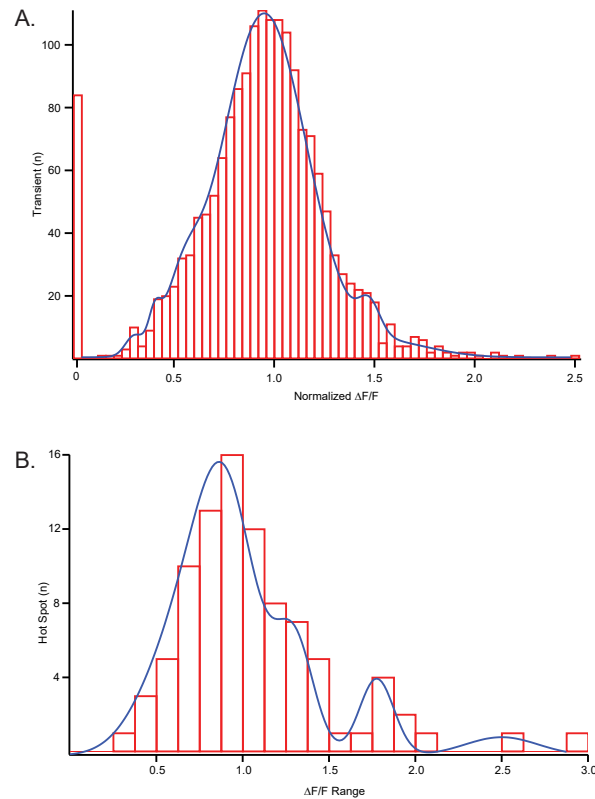 A.
100
80
60
40
20
Transient (n)
0 0.5 1.0 1.5 2.0 2.5
Normalized ΔF/F
B.
16
12
8
4
Hot Spot (n)
0.5 1.0 1.5 2.0 2.5 3.0
ΔF/F Range